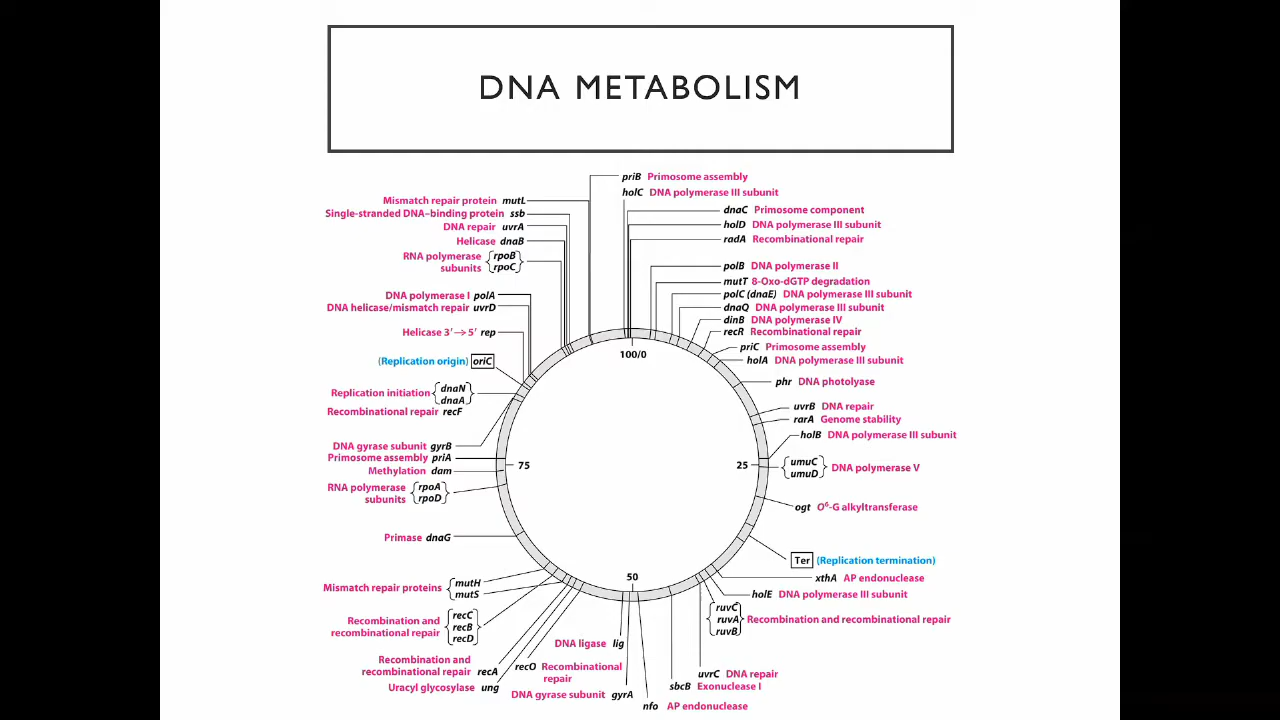 DNA METABOLISM
priB Primosome assembly
holC DNA polymerase III subunit
Mismatch repair protein mutL
Single-stranded DNA–binding protein ssb
DNA repair uvrA
Helicase dnaB
RNA polymerase subunits { rpoB
rpoC }
DNA polymerase I polA
DNA helicase/mismatch repair uvrD
Helicase 3′→5′ rep
(Replication origin) oriC
Replication initiation { dnaN
dnaA }
Recombinational repair recF
DNA gyrase subunit gyrB
Primosome assembly priA
Methylation dam
RNA polymerase subunits { rpoA
rpoD }
Primase dnaG
Mismatch repair proteins { mutH
mutS }
Recombination and
recombinational repair { recC
recB
recD }
Recombination and
recombinational repair recA
Uracyl glycosylase ung
dnaC Primosome component
holD DNA polymerase III subunit
radA Recombinational repair
polB DNA polymerase II
mutT 8-Oxo-dGTP degradation
polC (dnaE) DNA polymerase III subunit
dnaQ DNA polymerase III subunit
dinB DNA polymerase IV
recR Recombinational repair
priC Primosome assembly
holA DNA polymerase III subunit
phr DNA photolyase
uvrB DNA repair
rarA Genome stability
holB DNA polymerase III subunit
umuC
umuD } DNA polymerase V
ogt O6-G alkyltransferase
Ter (Replication termination)
xthA AP endonuclease
holE DNA polymerase III subunit
ruvC
ruvA
ruvB } Recombination and recombinational repair
uvrC DNA repair
sbcB Exonuclease I
nfo AP endonuclease
DNA ligase lig
recO Recombinational
repair
DNA gyrase subunit gyrA
100/0
75
25
50